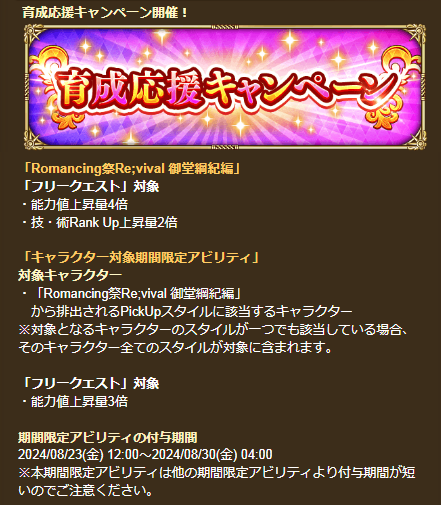 育成応援キャンペーン開催！
育成応援キャンペーン
「Romancing祭Re;vival 御堂綱紀編」
「フリークエスト」対象
・能力値上昇量4倍
・技・術Rank Up上昇量2倍
「キャラクター対象期間限定アビリティ」
対象キャラクター
・「Romancing祭Re;vival 御堂綱紀編」
から排出されるPickUpスタイルに該当するキャラクター
※対象となるキャラクターのスタイルが一つでも該当している場合、
そのキャラクター全てのスタイルが対象に含まれます。
「フリークエスト」対象
・能力値上昇量3倍
期間限定アビリティの付与期間
2024/08/23(金) 12:00～2024/08/30(金) 04:00
※本期間限定アビリティは他の期間限定アビリティより付与期間が短
いのでご注意ください。